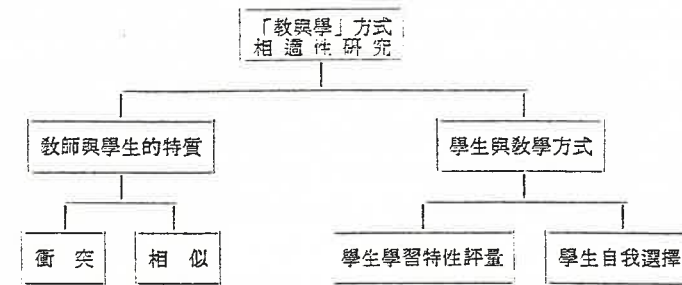 「教與學」方式
相適性研究
教師與學生的特質
學生與教學方式
衝突
相似
學生學習特性評量
學生自我選擇